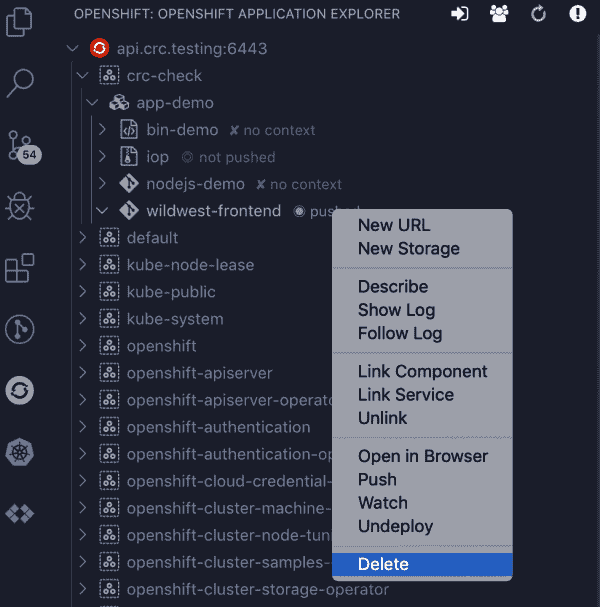 OPENSHIFT: OPENSHIFT APPLICATION EXPLORER
api.crc.testing:6443
crc-check
app-demo
bin-demo ✘ no context
iop ◎ not pushed
54
nodejs-demo ✘ no context
wildwest-frontend ◉ pushed
New URL
New Storage
Describe
Show Log
Follow Log
Link Component
Link Service
Unlink
Open in Browser
Push
Watch
Undeploy
Delete
default
kube-node-lease
kube-public
kube-system
openshift
openshift-apiserver
openshift-apiserver-operato
openshift-authentication
openshift-authentication-op
openshift-cloud-credential-
openshift-cluster-machine-
openshift-cluster-node-tuni
openshift-cluster-samples-
openshift-cluster-storage-operator